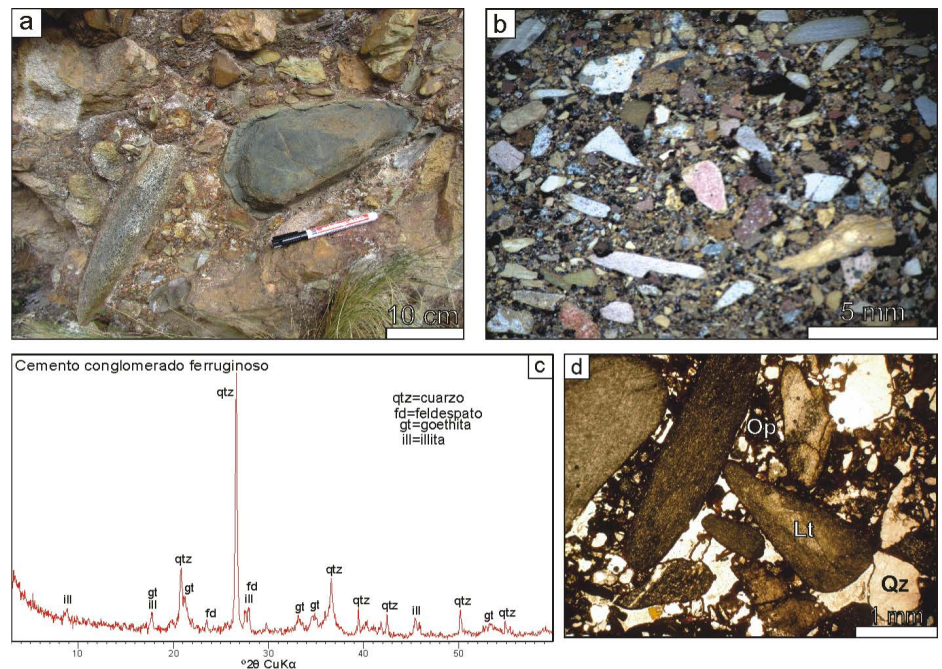 a
10 cm
b
5 mm
Cemento conglomerado ferruginoso
c
qtz=cuarzo
fd=feldespato
gt=goethita
ill=illita
qtz
ill
gt
ill
qtz
gt
fd
fd
ill
gt
gt
qtz
qtz
qtz
ill
qtz
gt
qtz
10 20 30 40 50 60
°2θ CuKα
d
Op
Lt
Qz
1 mm